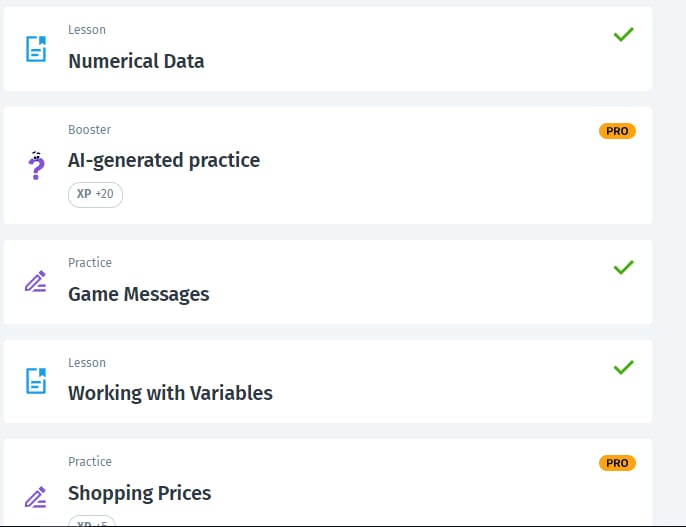 Lesson
Numerical Data
Booster
PRO
AI-generated practice
XP +20
Practice
Game Messages
Lesson
Working with Variables
Practice
PRO
Shopping Prices
XP +5